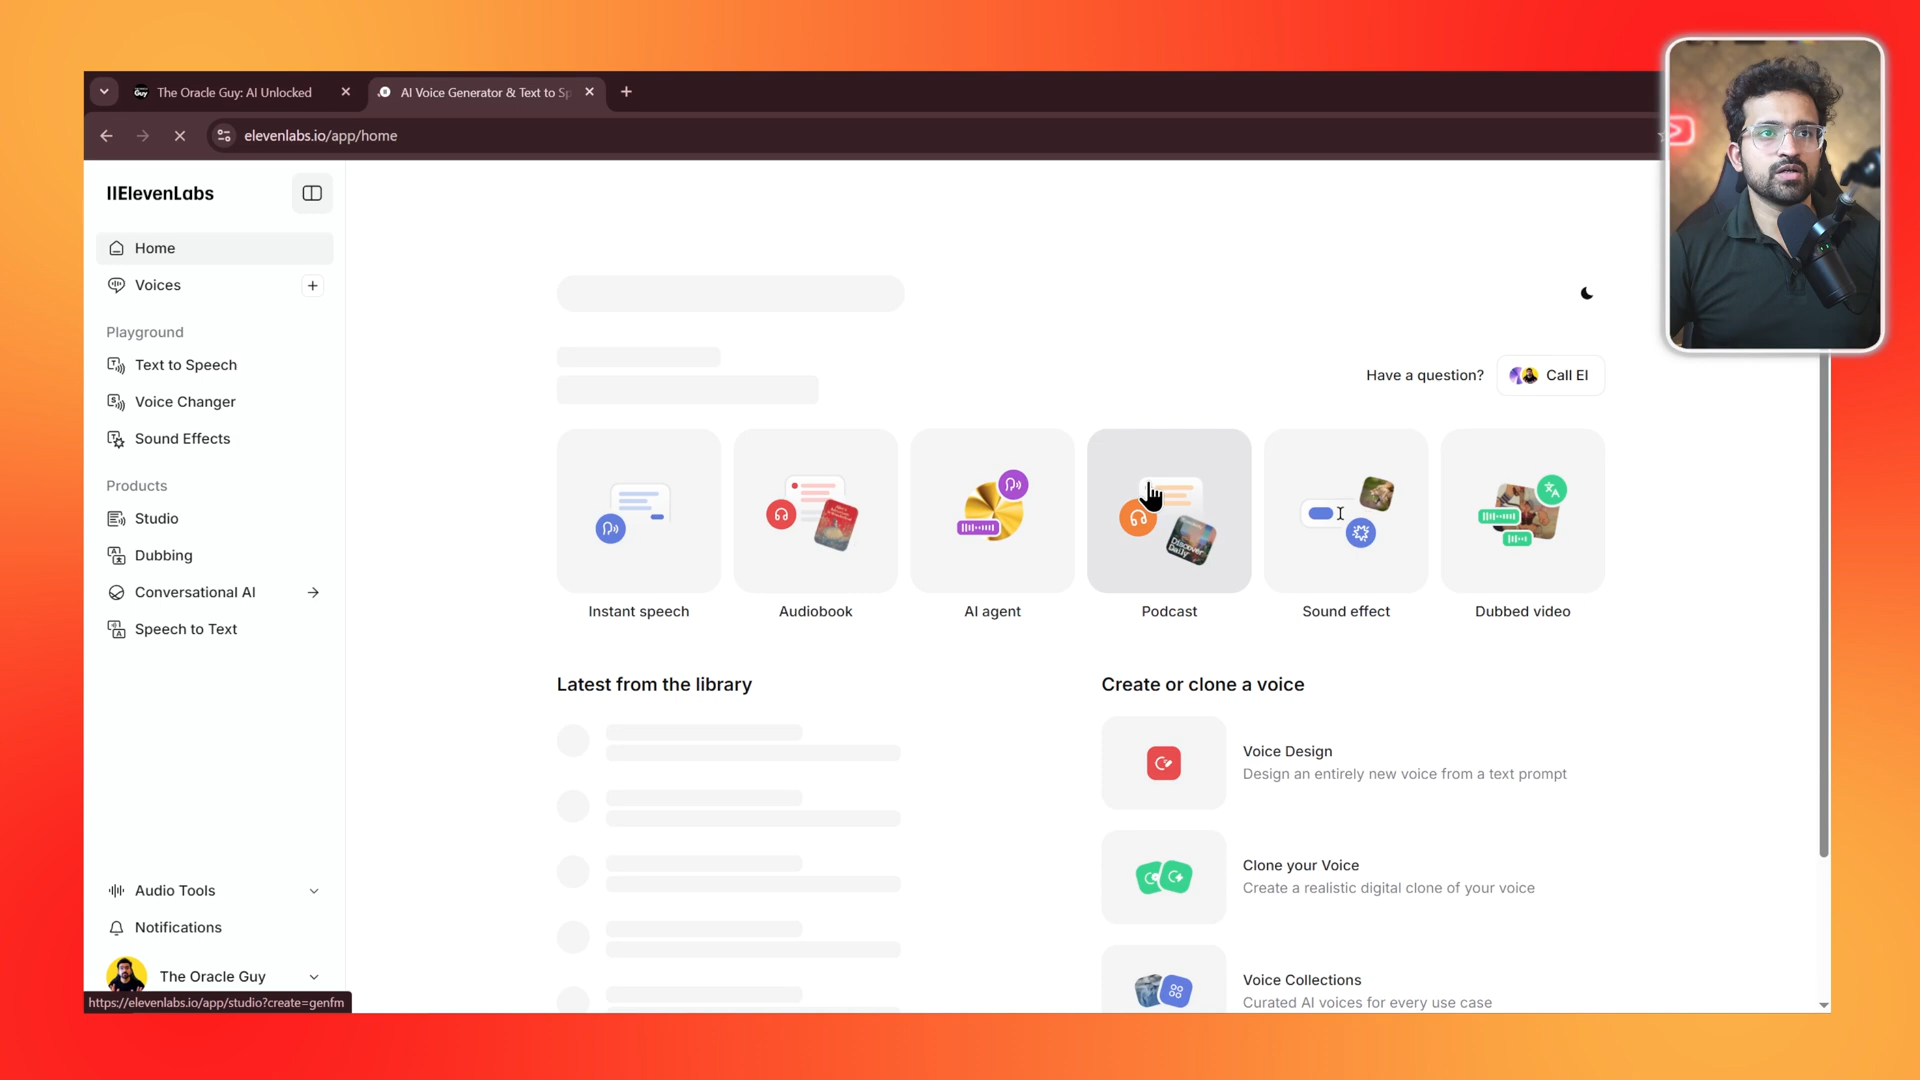 The Oracle Guy: AI Unlocked
AI Voice Generator & Text to Sp
elevenlabs.io/app/home
IIElevenLabs
Home
Voices
Playground
Text to Speech
Voice Changer
Sound Effects
Products
Studio
Dubbing
Conversational AI
Speech to Text
Audio Tools
Notifications
The Oracle Guy
https://elevenlabs.io/app/studio?create=genfm
Have a question?
Call EI
Discover
Daily
Instant speech
Audiobook
AI agent
Podcast
Sound effect
Dubbed video
Latest from the library
Create or clone a voice
Voice Design
Design an entirely new voice from a text prompt
Clone your Voice
Create a realistic digital clone of your voice
Voice Collections
Curated AI voices for every use case